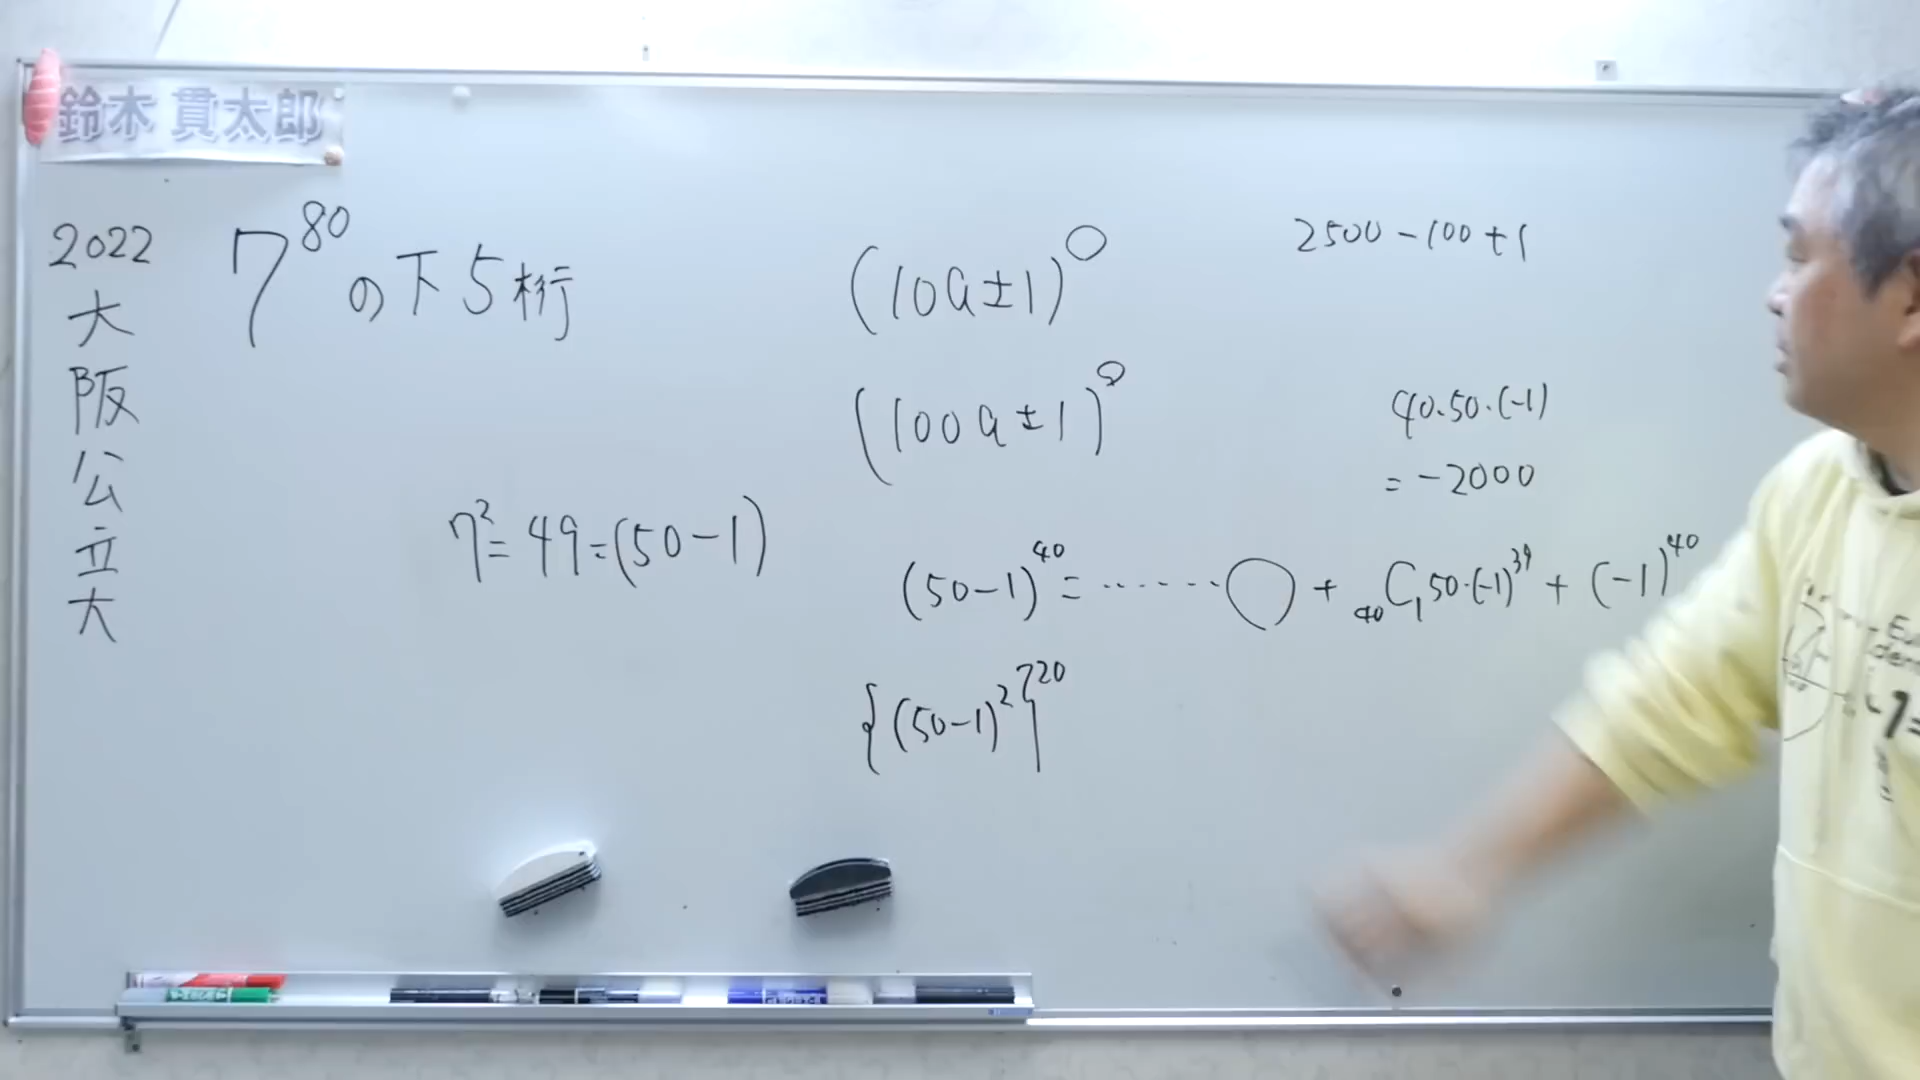 鈴木貫太郎
2022
大阪公立大
7^80 の下5桁
(10a±1)^○
(100a±1)^○
2500-100+1
40・50・(-1)
= -2000
7^2=49=(50-1)
(50-1)^40=……○+ 40C1 50・(-1)^39+(-1)^40
{(50-1)^2}^20